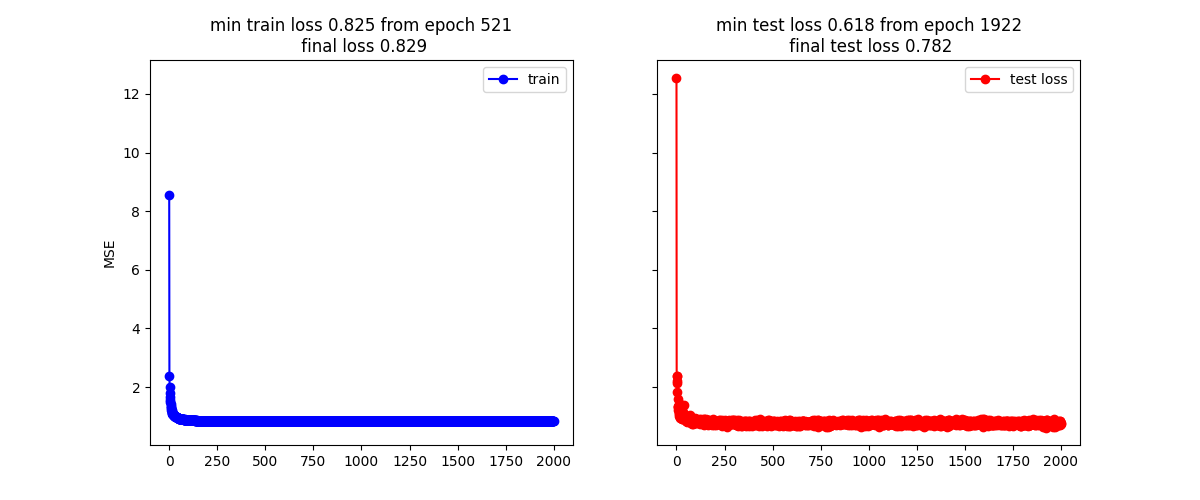 min train loss 0.825 from epoch 521
final loss 0.829
min test loss 0.618 from epoch 1922
final test loss 0.782
MSE
train
12
10
8
6
4
2
0 250 500 750 1000 1250 1500 1750 2000
test loss
0 250 500 750 1000 1250 1500 1750 2000